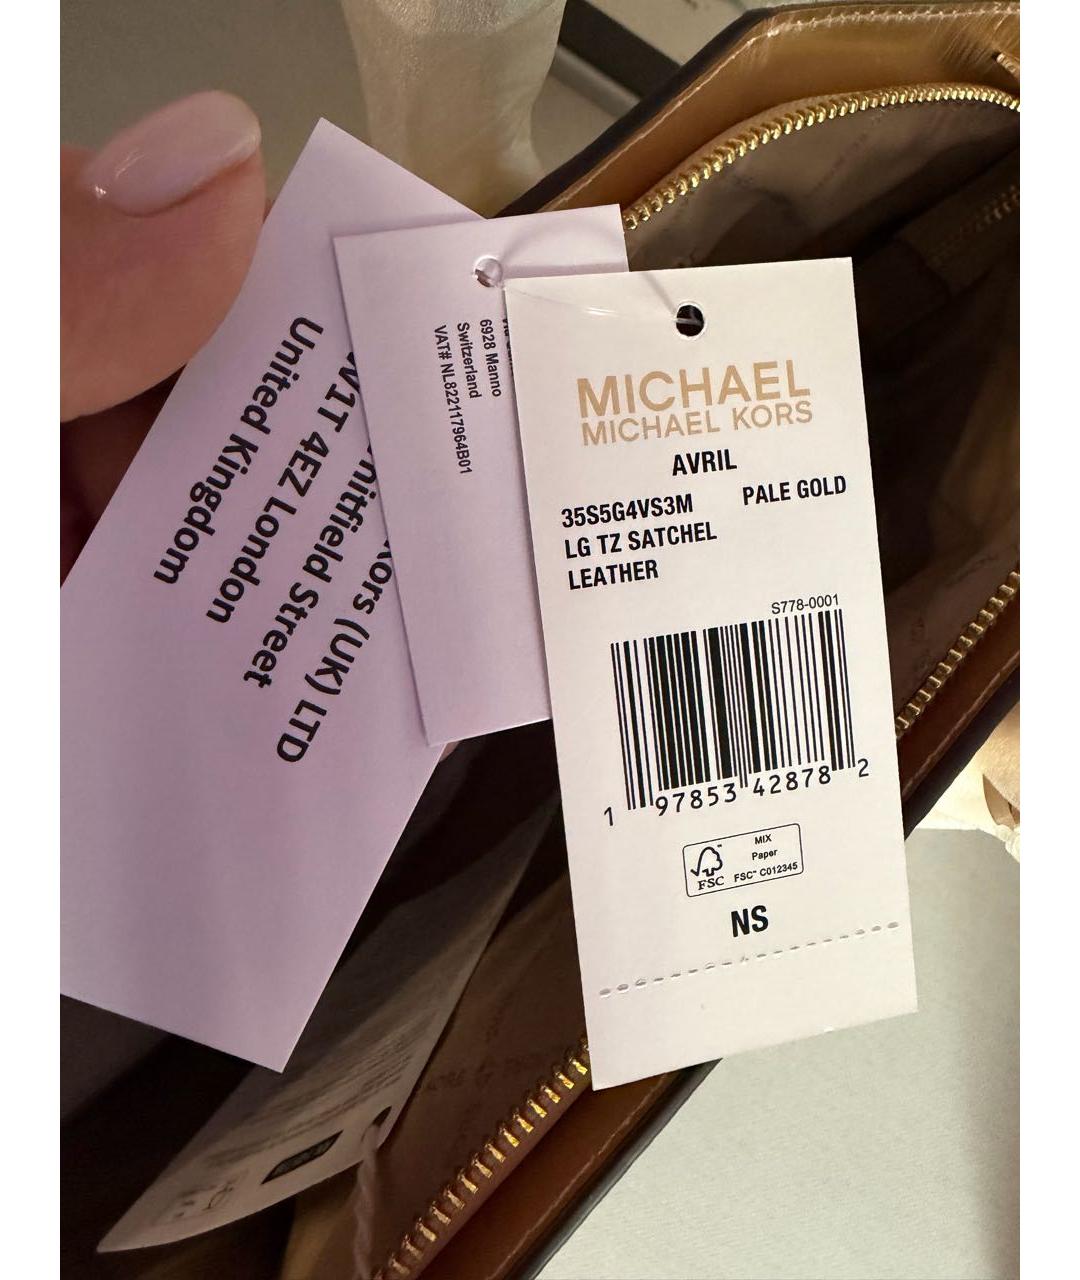 MICHAEL
MICHAEL KORS
AVRIL
35S5G4VS3M PALE GOLD
LG TZ SATCHEL
LEATHER
S778-0001
1 97853 42878 2
MIX
Paper
FSC™ C012345
FSC
NS
6928 Manno
Switzerland
VAT# NL822117964B01
Kors (UK) LTD
Whitfield Street
W1T 4EZ London
United Kingdom